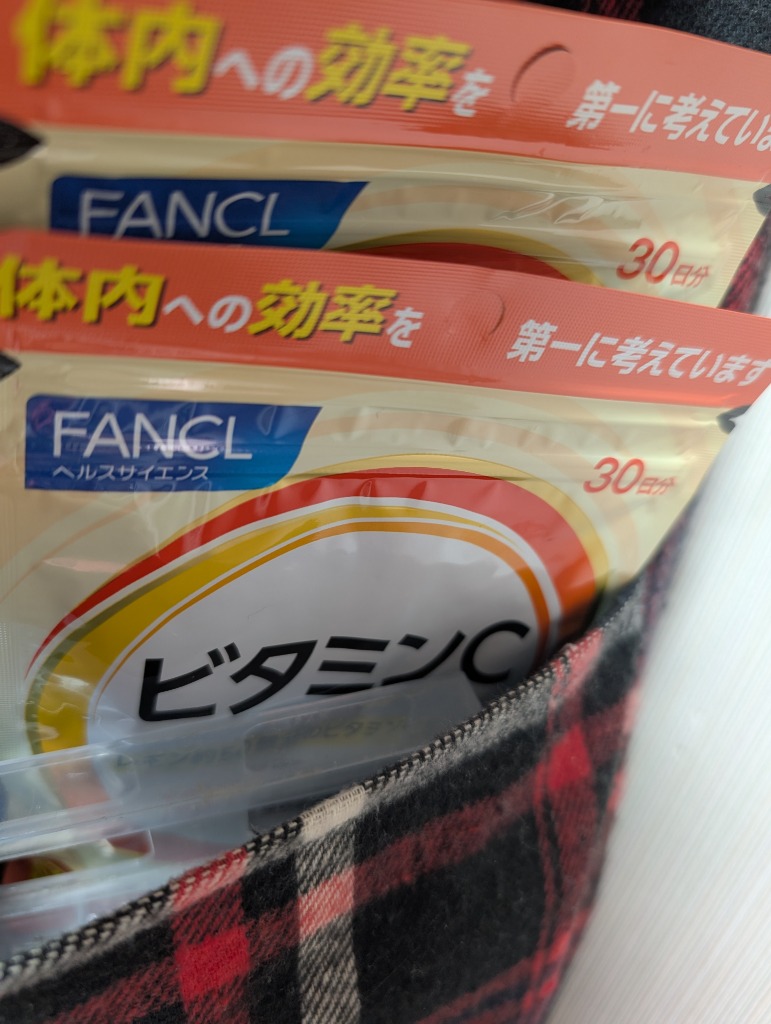 体内への効率を 第一に考えていま
FANCL
30日分
体内への効率を 第一に考えています
FANCL
ヘルスサイエンス
30日分
ビタミンC